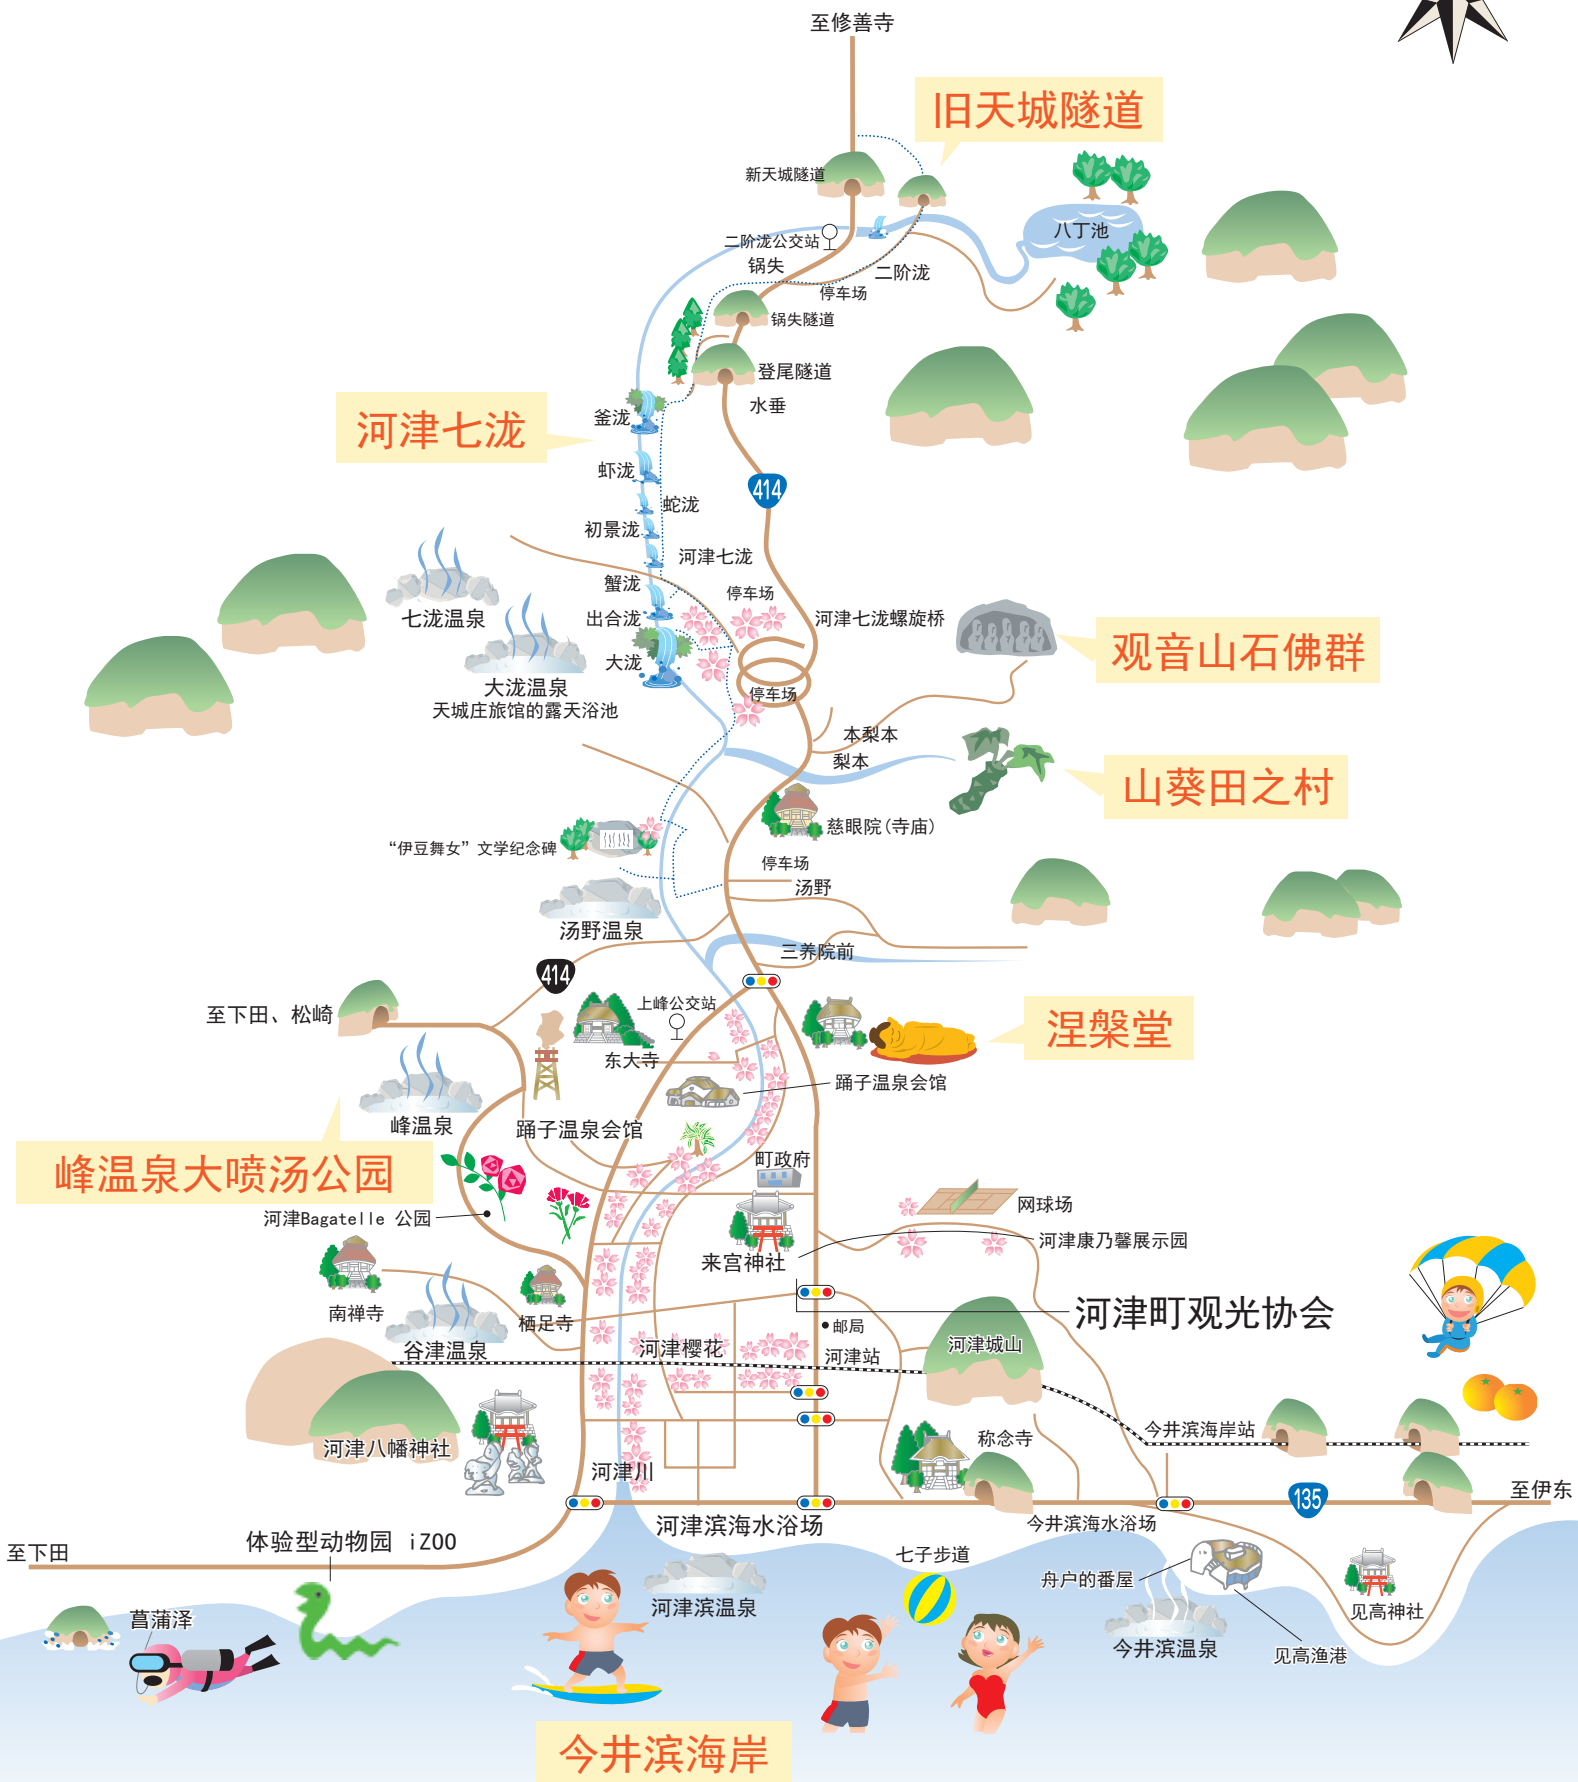 至修善寺
旧天城隧道
新天城隧道
八丁池
二阶泷公交站
锅失
二阶泷
停车场
锅失隧道
登尾隧道
水垂
河津七泷
釜泷
虾泷
414
蛇泷
初景泷
河津七泷
蟹泷
停车场
出合泷
河津七泷螺旋桥
七泷温泉
观音山石佛群
大泷
大泷温泉
天城庄旅馆的露天浴池
停车场
本梨本
梨本
山葵田之村
慈眼院(寺庙)
“伊豆舞女”文学纪念碑
停车场
汤野
汤野温泉
三养院前
414
至下田、松崎
上峰公交站
涅槃堂
东大寺
踊子温泉会馆
峰温泉
踊子温泉会馆
峰温泉大喷汤公园
町政府
河津Bagatelle 公园
网球场
河津康乃馨展示园
来宫神社
南禅寺
栖足寺
河津町观光协会
邮局
谷津温泉
河津樱花
河津站
河津城山
今井滨海岸站
称念寺
河津八幡神社
河津川
135
至伊东
河津滨海水浴场
今井滨海水浴场
体验型动物园 iZOO
至下田
七子步道
舟户的番屋
河津滨温泉
见高神社
菖蒲泽
今井滨温泉
见高渔港
今井滨海岸